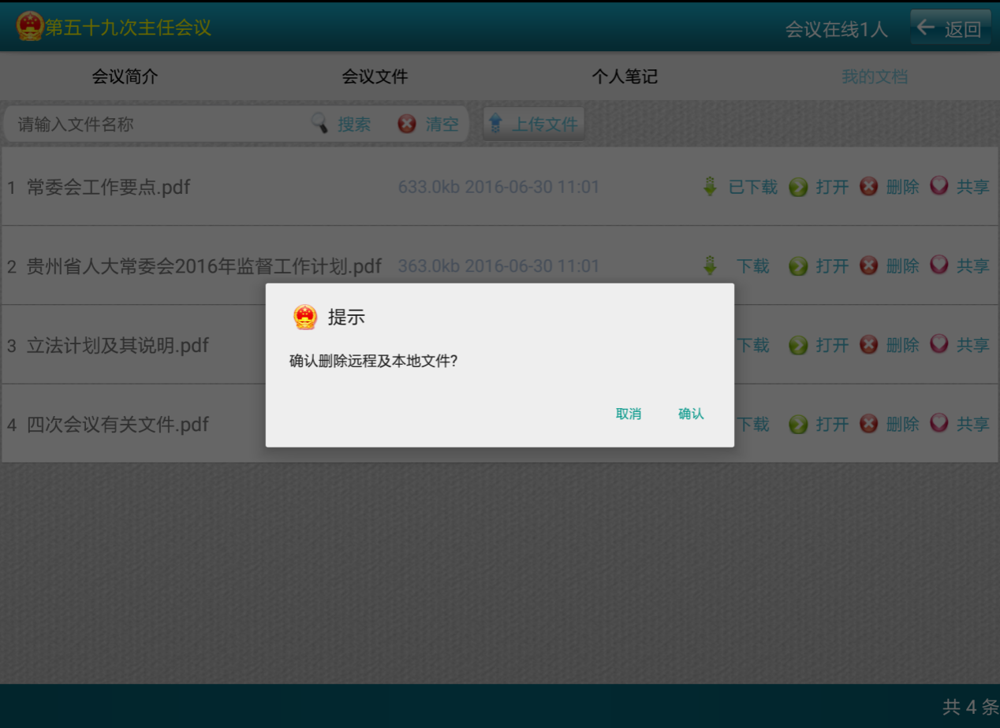 第五十九次主任会议 会议在线1人 返回
会议简介 会议文件 个人笔记 我的文档
请输入文件名称 搜索 清空 上传文件
1 常委会工作要点.pdf 633.0kb 2016-06-30 11:01 已下载 打开 删除 共享
2 贵州省人大常委会2016年监督工作计划.pdf 363.0kb 2016-06-30 11:01 下载 打开 删除 共享
提示
3 立法计划及其说明.pdf 下载 打开 删除 共享
确认删除远程及本地文件?
取消 确认
4 四次会议有关文件.pdf 下载 打开 删除 共享
共 4 条